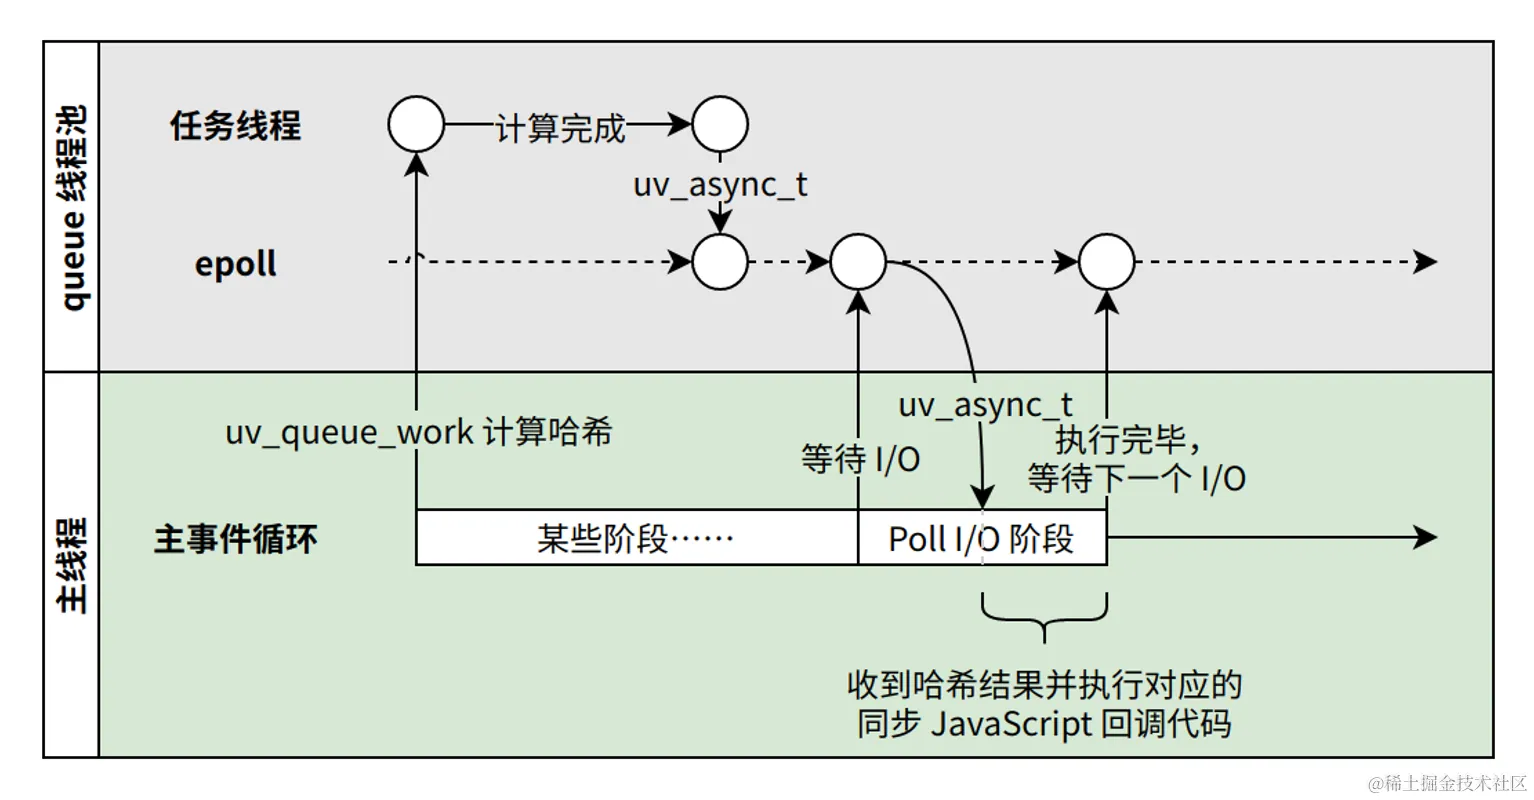 queue 线程池
任务线程
计算完成
uv_async_t
epoll
主线程
uv_async_t
uv_queue_work 计算哈希
等待 I/O
执行完毕，
等待下一个 I/O
主事件循环
某些阶段……
Poll I/O 阶段
收到哈希结果并执行对应的
同步 JavaScript 回调代码
@稀土掘金技术社区